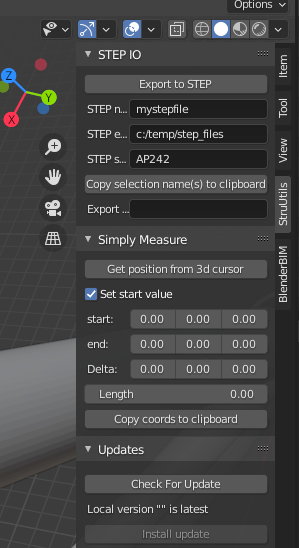 Options
STEP IO
Export to STEP
STEP n... mystepfile
STEP e... c:/temp/step_files
STEP s... AP242
Copy selection name(s) to clipboard
Export ...
Simply Measure
Get position from 3d cursor
Set start value
start: 0.00 0.00 0.00
end: 0.00 0.00 0.00
Delta: 0.00 0.00 0.00
Length 0.00
Copy coords to clipboard
Updates
Check For Update
Local version "" is latest
Install update
Item
Tool
View
StruUtils
BlenderBIM
Z
Y
X